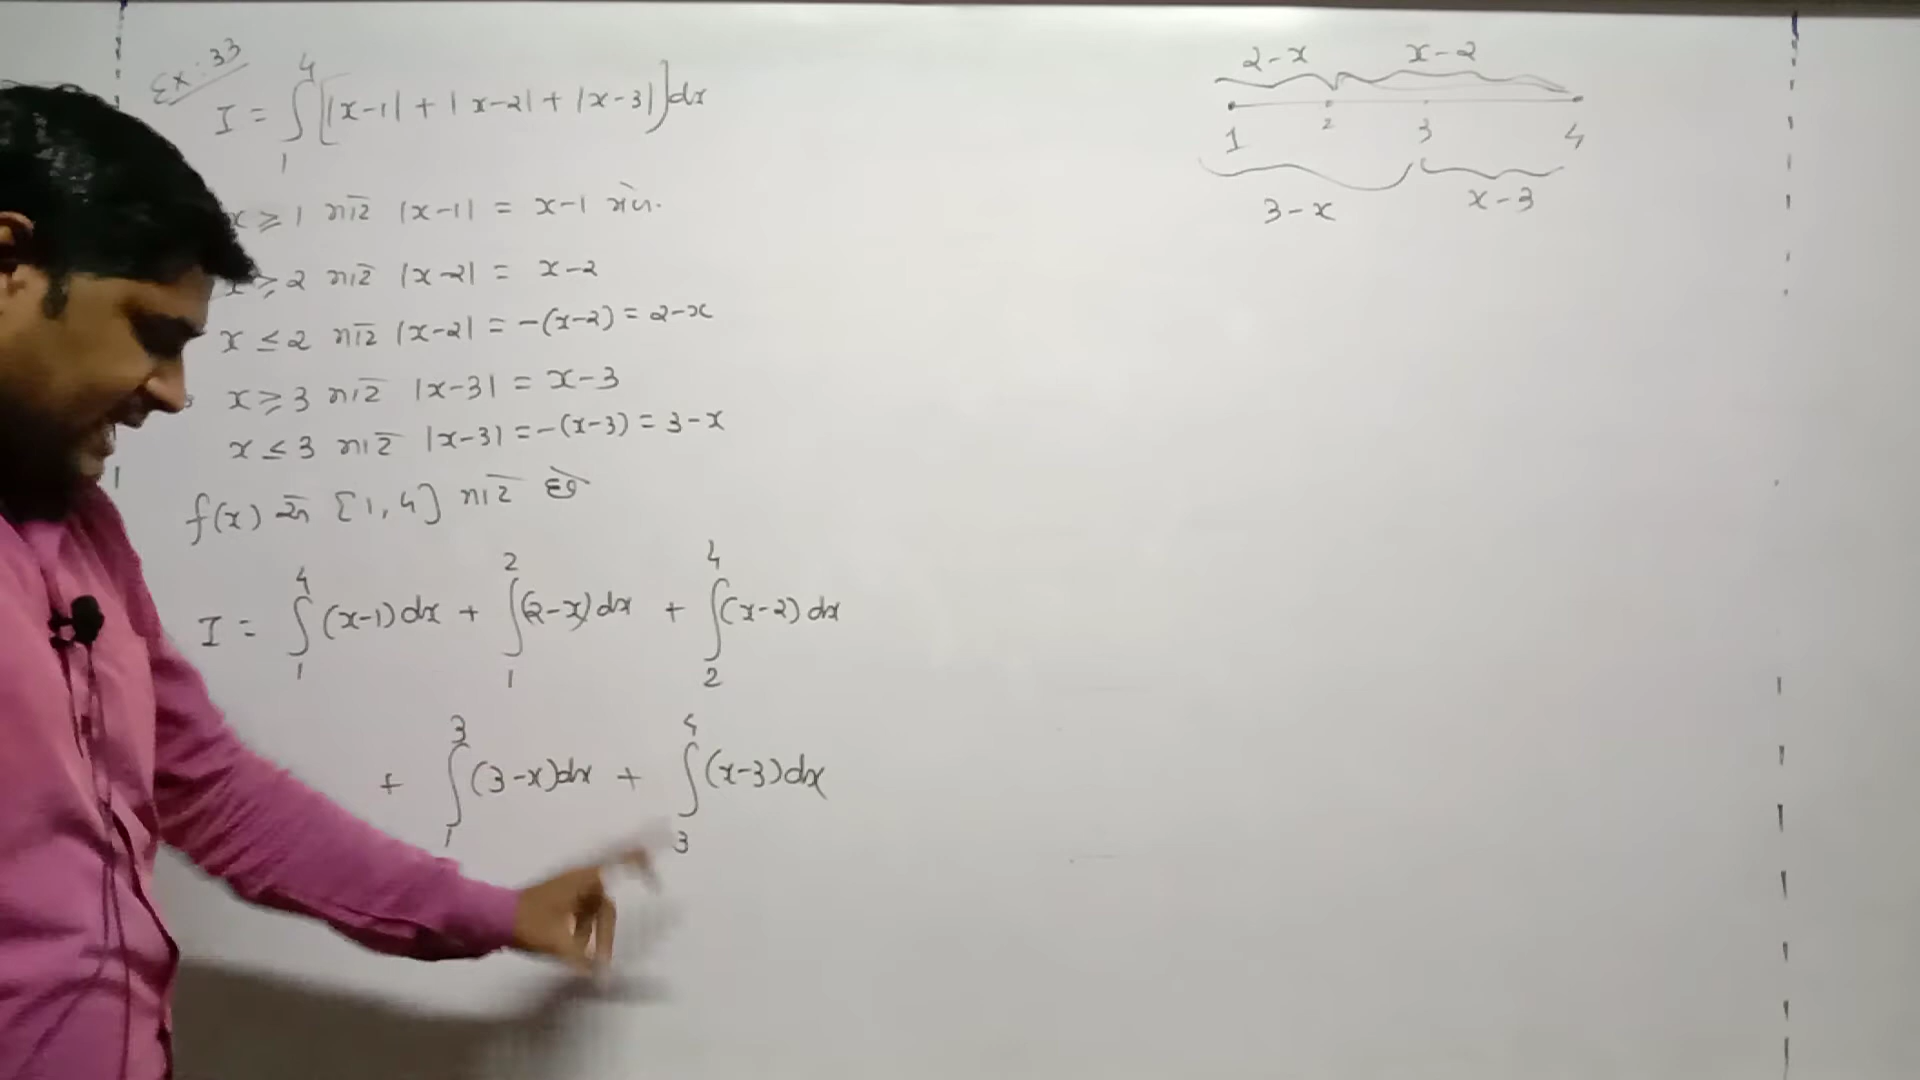 Ex : 33
I = ∫₁⁴ [|x-1| + |x-2| + |x-3|] dx
x ≥ 1 માટે |x-1| = x-1 થાય.
x ≥ 2 માટે |x-2| = x-2
x ≤ 2 માટે |x-2| = -(x-2) = 2-x
x ≥ 3 માટે |x-3| = x-3
x ≤ 3 માટે |x-3| = -(x-3) = 3-x
f(x) એ [1,4] માટે છે
I = ∫₁⁴ (x-1) dx + ∫₁² (2-x) dx + ∫₂⁴ (x-2) dx
+ ∫₁³ (3-x) dx + ∫₃⁴ (x-3) dx
2-x x-2
1 2 3 4
3-x x-3